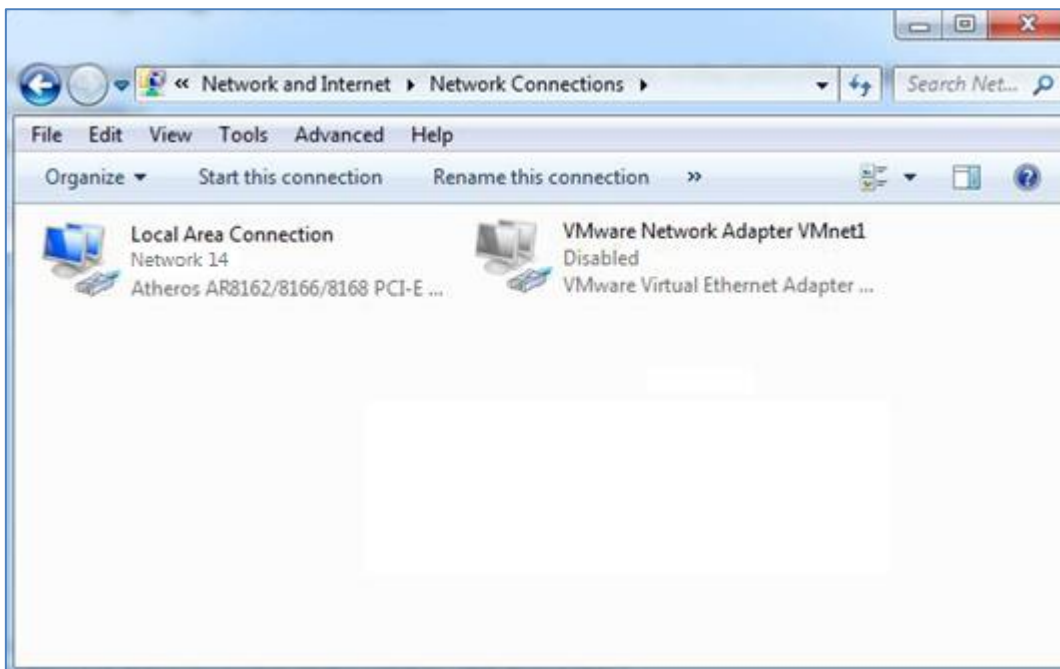 « Network and Internet ▸ Network Connections ▸ Search Net...
File Edit View Tools Advanced Help
Organize Start this connection Rename this connection »
Local Area Connection
Network 14
Atheros AR8162/8166/8168 PCI-E ...
VMware Network Adapter VMnet1
Disabled
VMware Virtual Ethernet Adapter ...